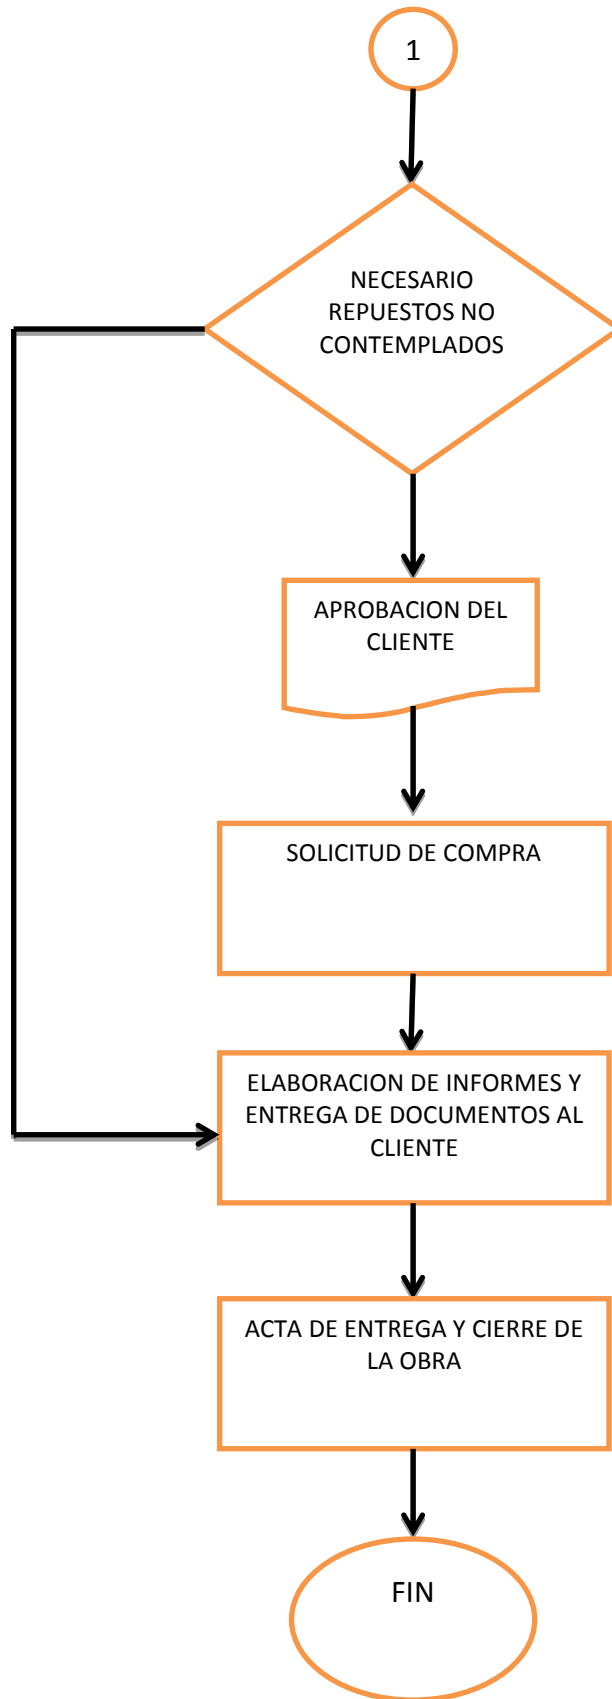 1
NECESARIO
REPUESTOS NO
CONTEMPLADOS
APROBACION DEL
CLIENTE
SOLICITUD DE COMPRA
ELABORACION DE INFORMES Y
ENTREGA DE DOCUMENTOS AL
CLIENTE
ACTA DE ENTREGA Y CIERRE DE
LA OBRA
FIN